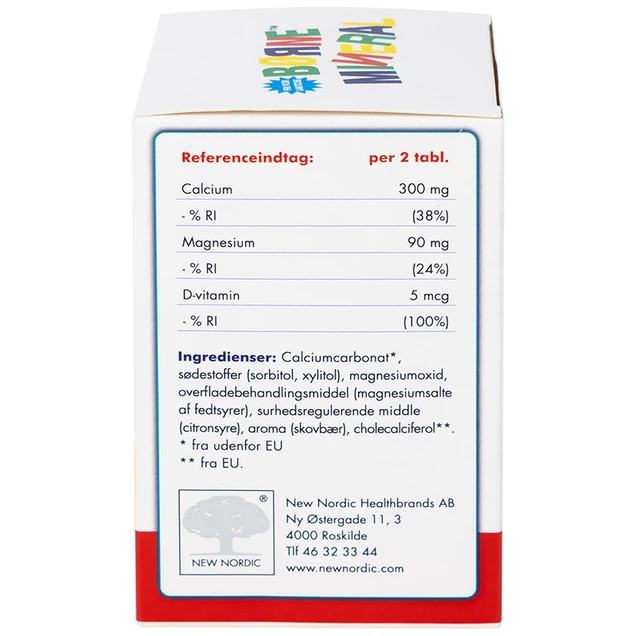 BØRNE™
MINERAL
Referenceindtag: per 2 tabl.
Calcium 300 mg
- % RI (38%)
Magnesium 90 mg
- % RI (24%)
D-vitamin 5 mcg
- % RI (100%)
Ingredienser: Calciumcarbonat*,
sødestoffer (sorbitol, xylitol), magnesiumoxid,
overfladebehandlingsmiddel (magnesiumsalte
af fedtsyrer), surhedsregulerende middle
(citronsyre), aroma (skovbær), cholecalciferol**.
* fra udenfor EU
** fra EU.
®
NEW NORDIC
New Nordic Healthbrands AB
Ny Østergade 11, 3
4000 Roskilde
Tlf 46 32 33 44
www.newnordic.com